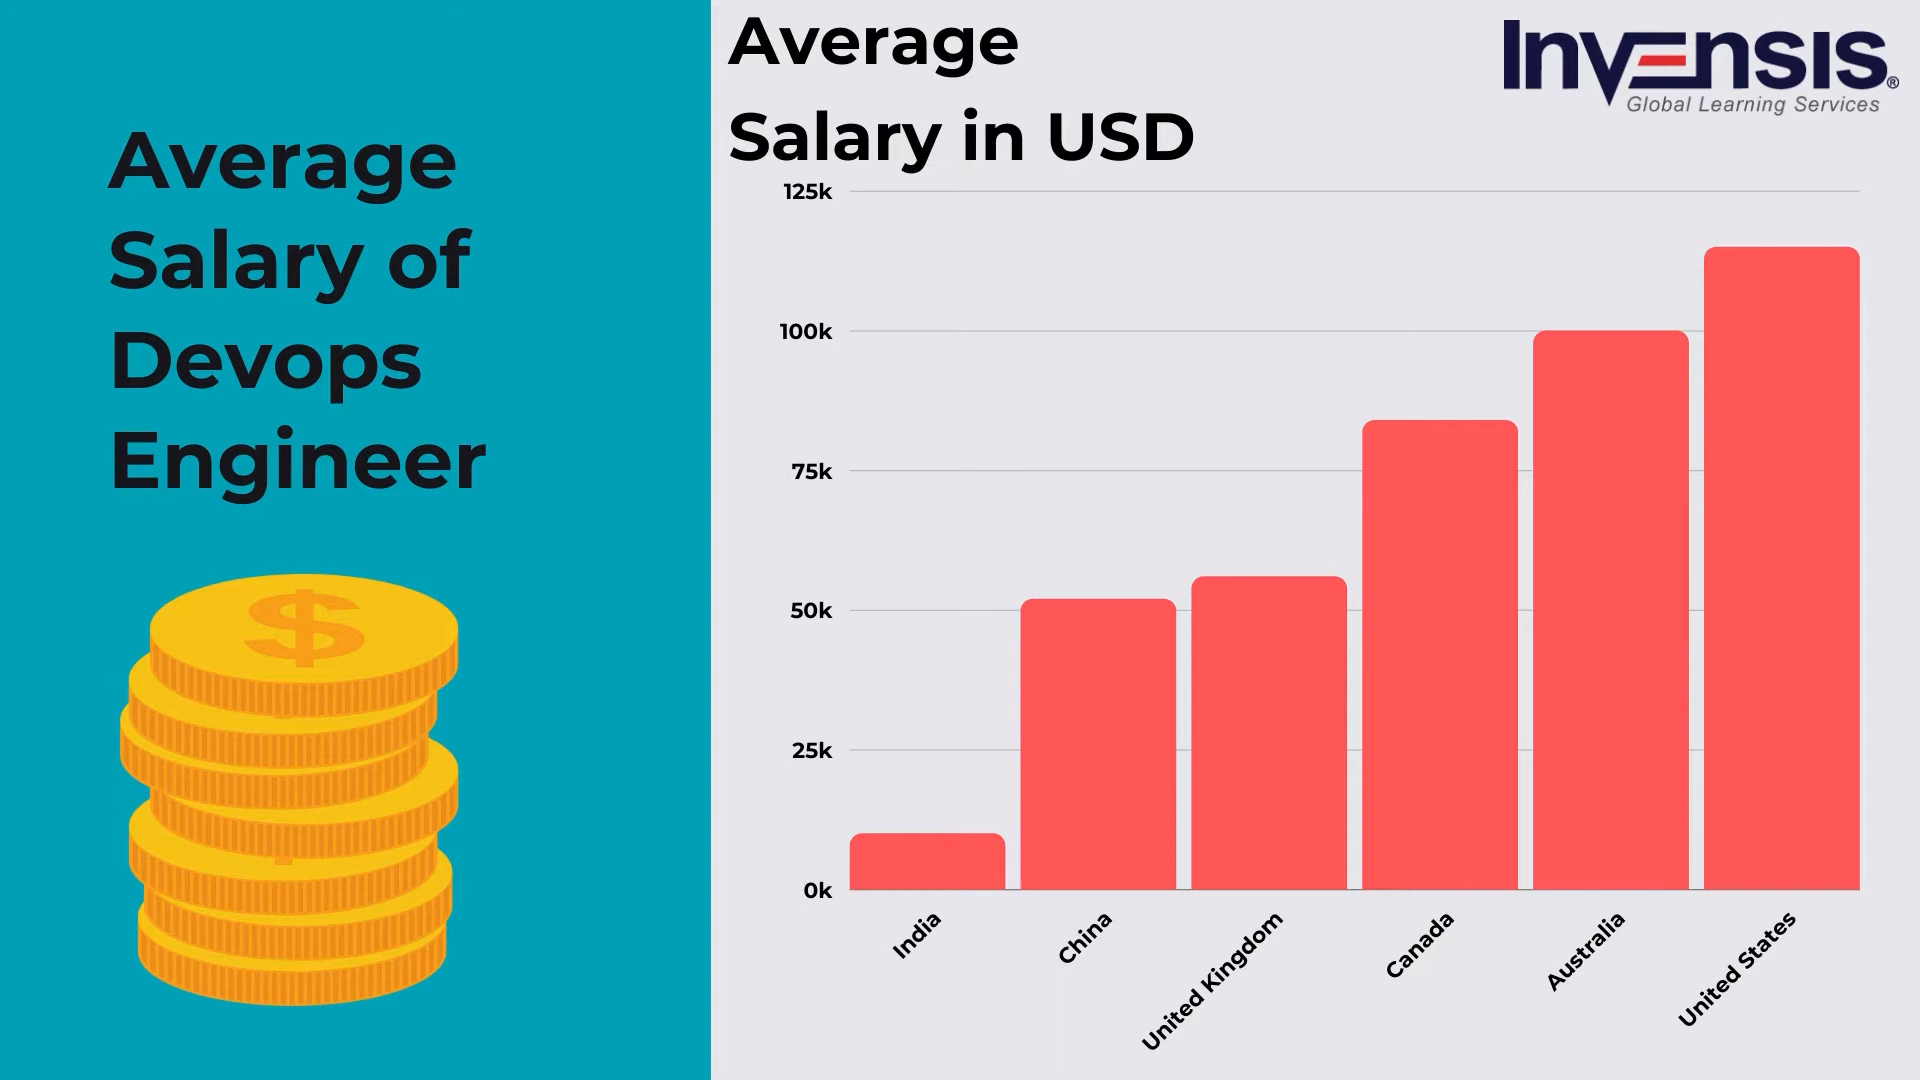 Average
Salary of
Devops
Engineer
$
Average
Salary in USD
Invensis®
Global Learning Services
125k
100k
75k
50k
25k
0k
India
China
United Kingdom
Canada
Australia
United States